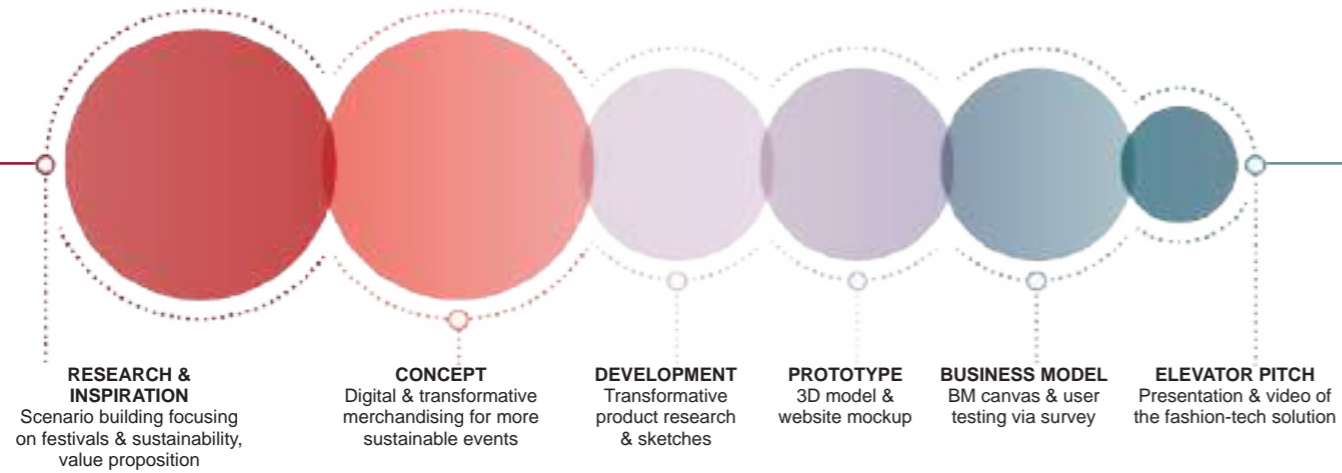 RESEARCH &
INSPIRATION
Scenario building focusing
on festivals & sustainability,
value proposition
CONCEPT
Digital & transformative
merchandising for more
sustainable events
DEVELOPMENT
Transformative
product research
& sketches
PROTOTYPE
3D model &
website mockup
BUSINESS MODEL
BM canvas & user
testing via survey
ELEVATOR PITCH
Presentation & video of
the fashion-tech solution